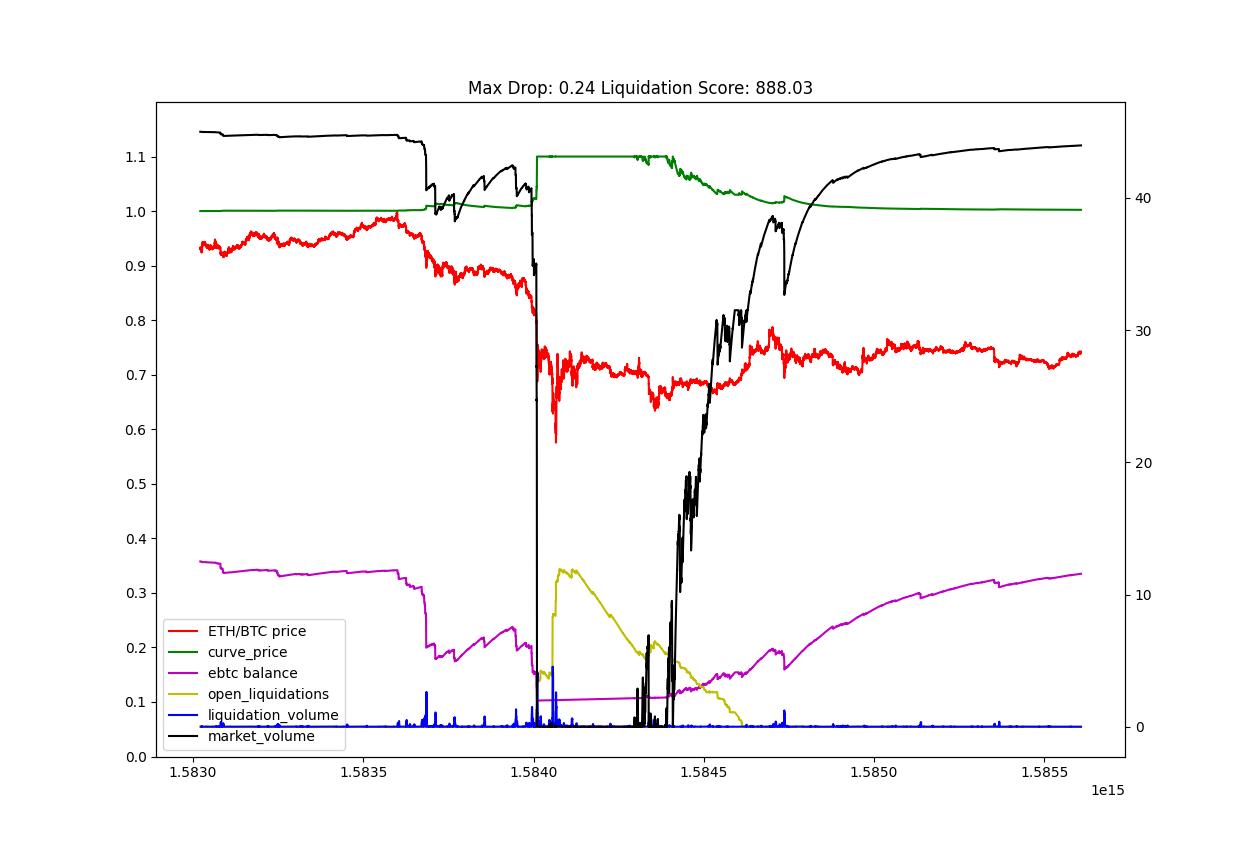 Max Drop: 0.24 Liquidation Score: 888.03
1.1
1.0
0.9
0.8
0.7
0.6
0.5
0.4
0.3
0.2
0.1
0.0
40
30
20
10
0
ETH/BTC price
curve_price
ebtc balance
open_liquidations
liquidation_volume
market_volume
1.5830 1.5835 1.5840 1.5845 1.5850 1.5855
1e15